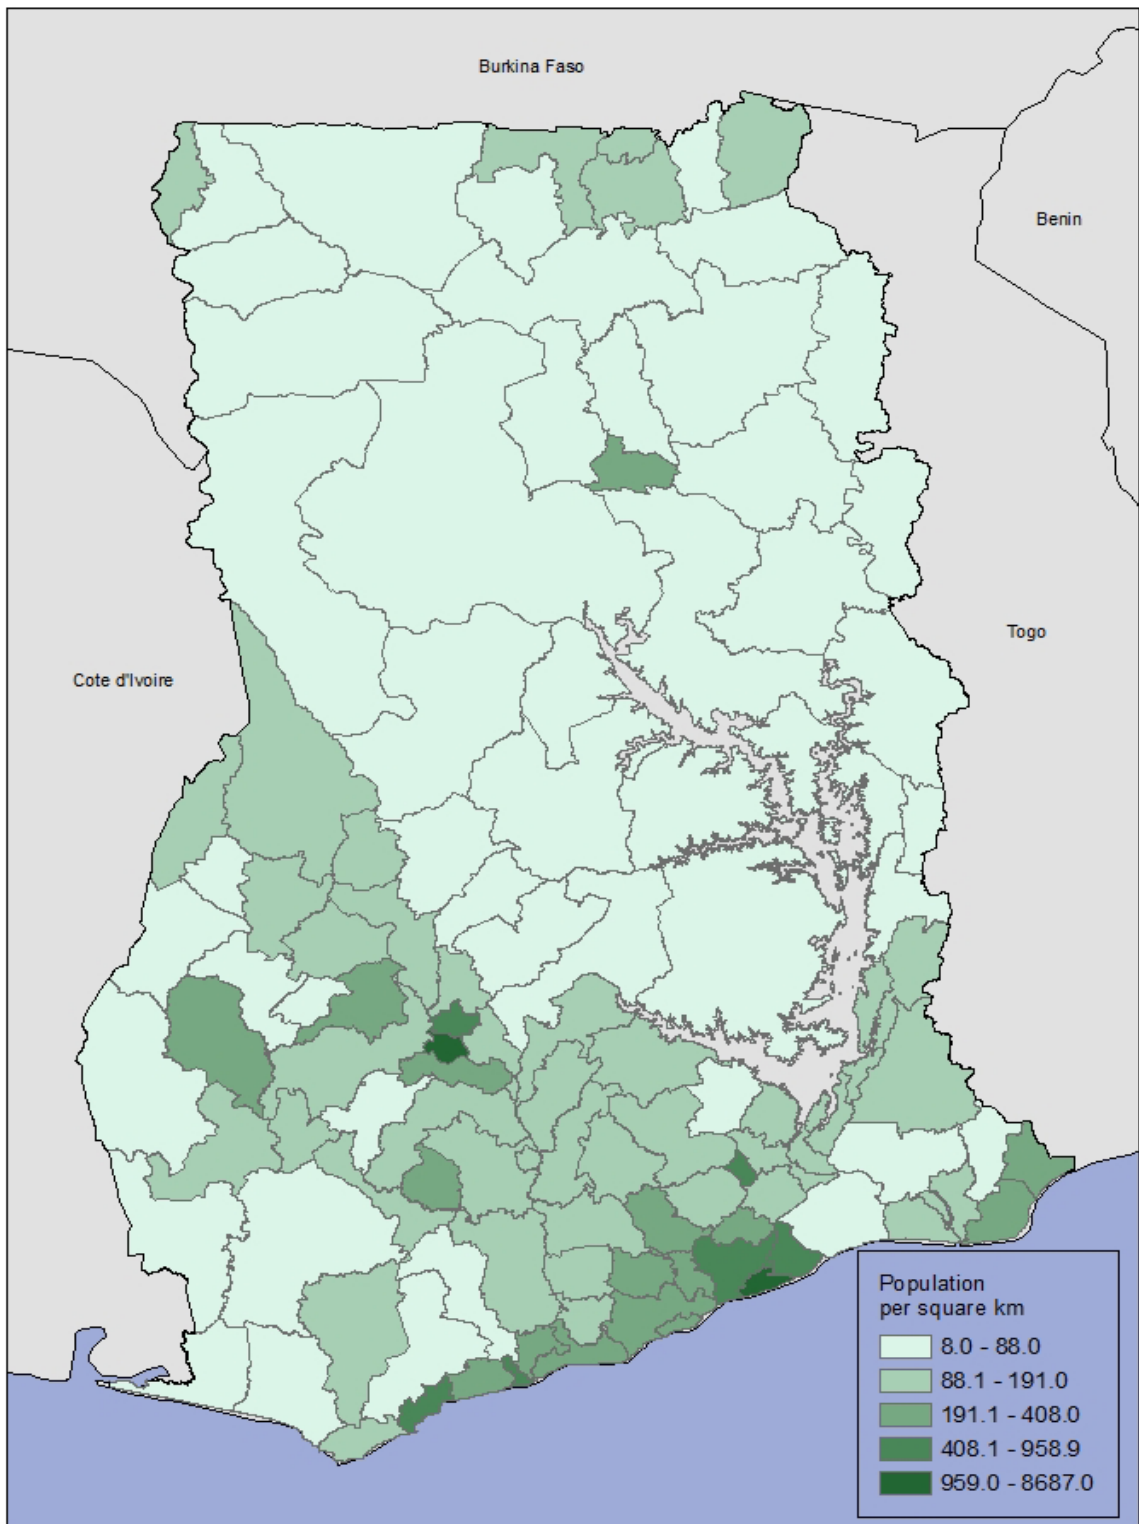 Burkina Faso
Benin
Togo
Cote d'Ivoire
Population
per square km
8.0 - 88.0
88.1 - 191.0
191.1 - 408.0
408.1 - 958.9
959.0 - 8687.0